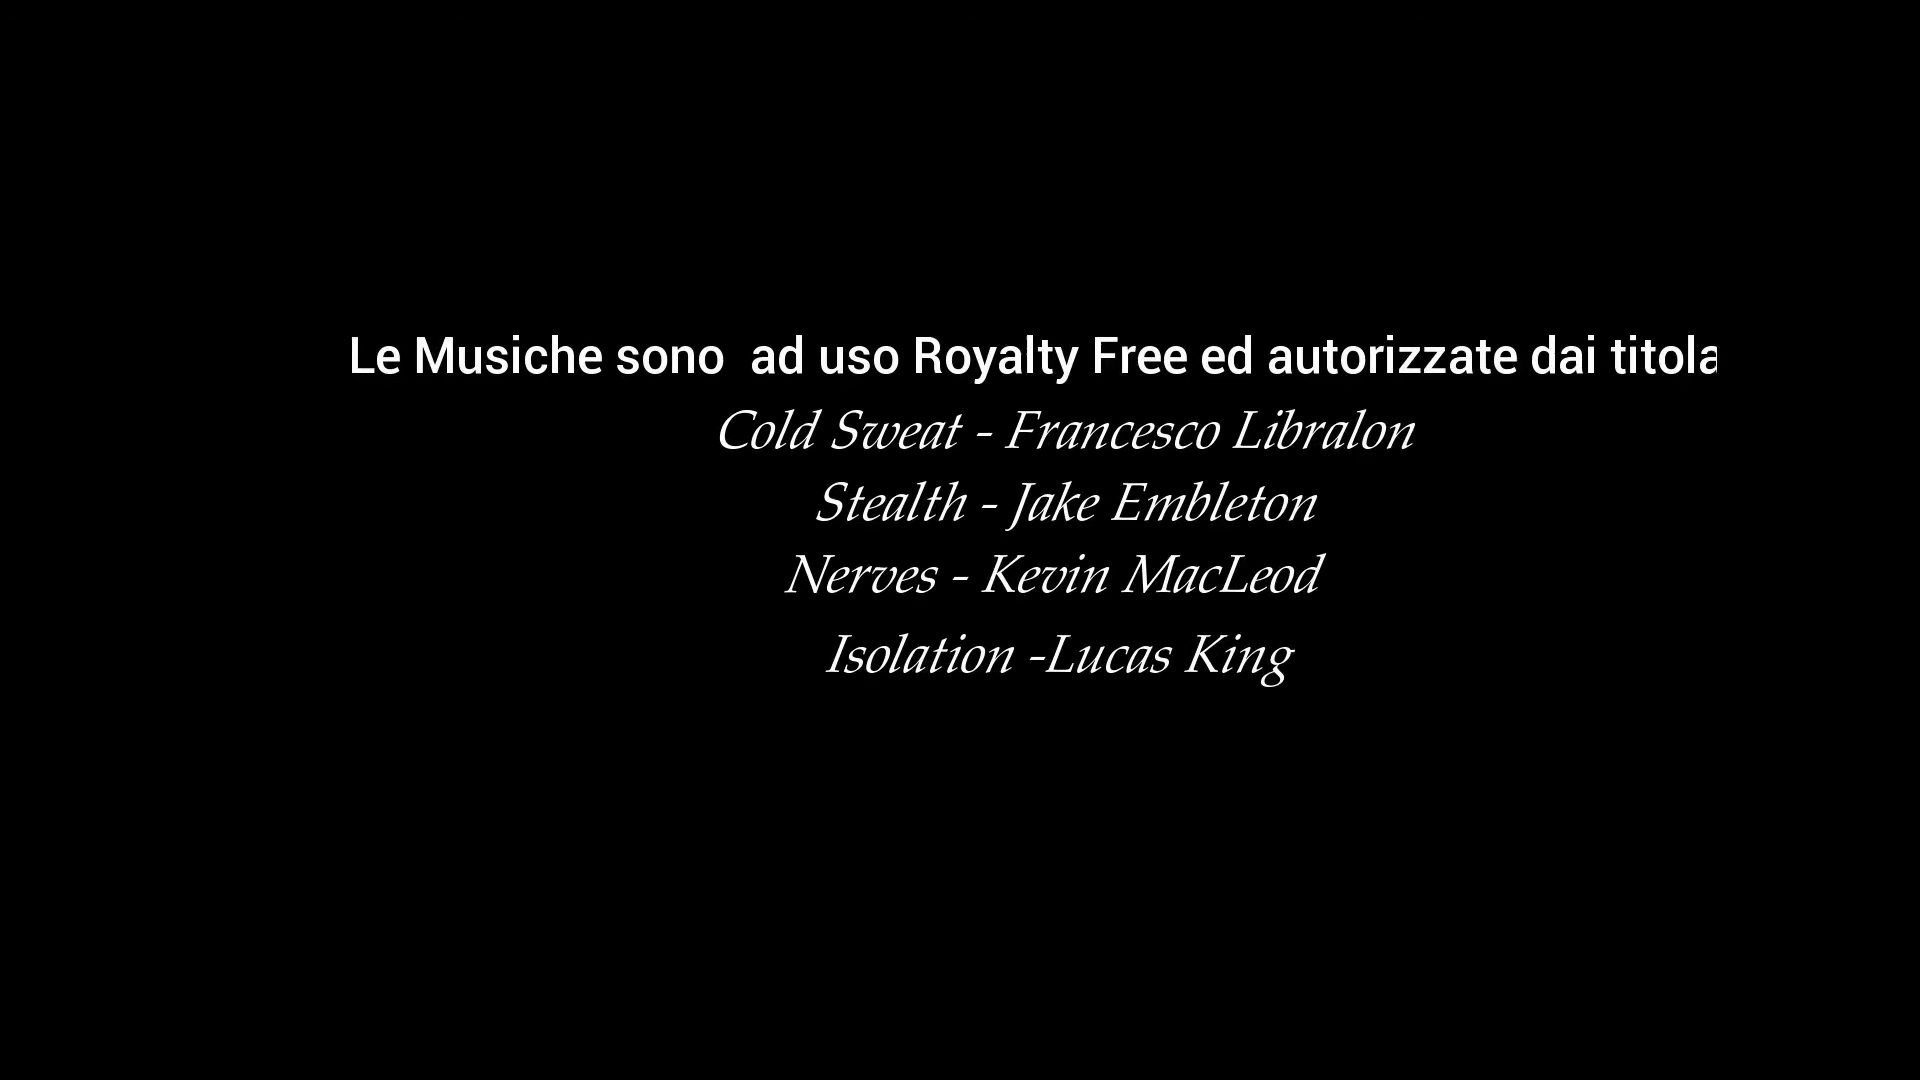 Le Musiche sono  ad uso Royalty Free ed autorizzate dai titola
Cold Sweat - Francesco Libralon
Stealth - Jake Embleton
Nerves - Kevin MacLeod
Isolation -Lucas King